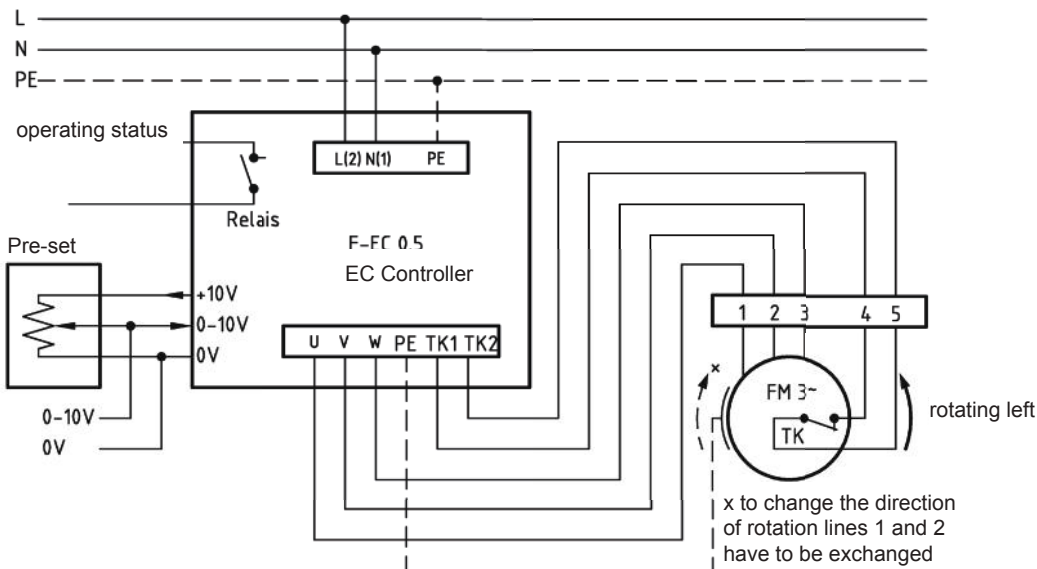 L
N
PE
operating status
L(2) N(1) PE
Relais
Pre-set
E-EC 0.5
EC Controller
+10V
0-10V
0V
U V W PE TK1 TK2
1 2 3 4 5
x
FM 3~
TK
rotating left
0-10V
0V
x to change the direction
of rotation lines 1 and 2
have to be exchanged